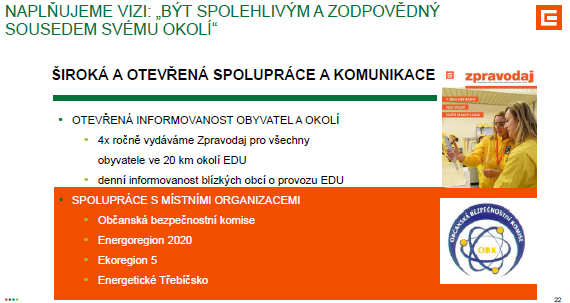 NAPLŇUJEME VIZI: „BÝT SPOLEHLIVÝM A ZODPOVĚDNÝ
SOUSEDEM SVÉMU OKOLÍ“
ŠIROKÁ A OTEVŘENÁ SPOLUPRÁCE A KOMUNIKACE
zpravodaj
• OTEVŘENÁ INFORMOVANOST OBYVATEL A OKOLÍ
• 4x ročně vydáváme Zpravodaj pro všechny
obyvatele ve 20 km okolí EDU
• denní informovanost blízkých obcí o provozu EDU
• SPOLUPRÁCE S MÍSTNÍMI ORGANIZACEMI
• Občanská bezpečnostní komise
• Energoregion 2020
• Ekoregion 5
• Energetické Třebíčsko
OBČANSKÁ BEZPEČNOSTNÍ KOMISE
OBK
22